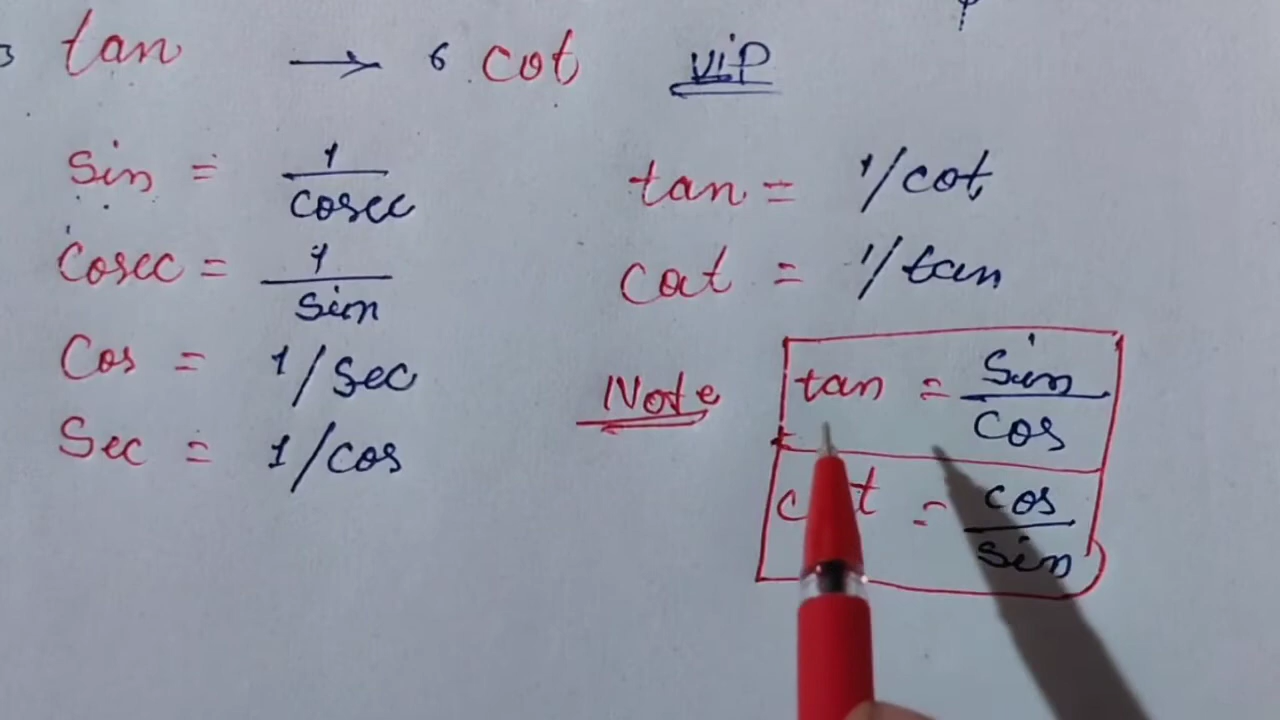 3 tan → 6 cot VIP
sin = 1/cosec
cosec = 1/sin
Cos = 1/sec
Sec = 1/cos
tan = 1/cot
cot = 1/tan
Note
tan = sin/cos
= cos/sin